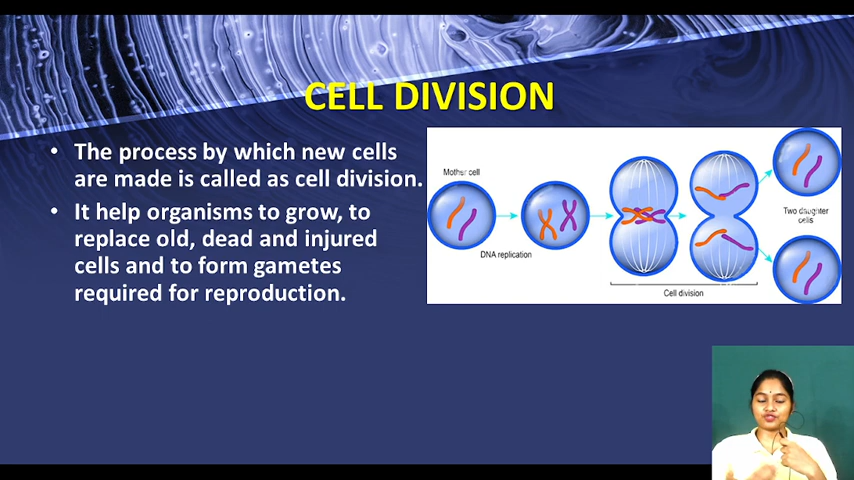 CELL DIVISION
• The process by which new cells
are made is called as cell division.
• It help organisms to grow, to
replace old, dead and injured
cells and to form gametes
required for reproduction.
Mother cell
DNA replication
Cell division
Two daughter
cells